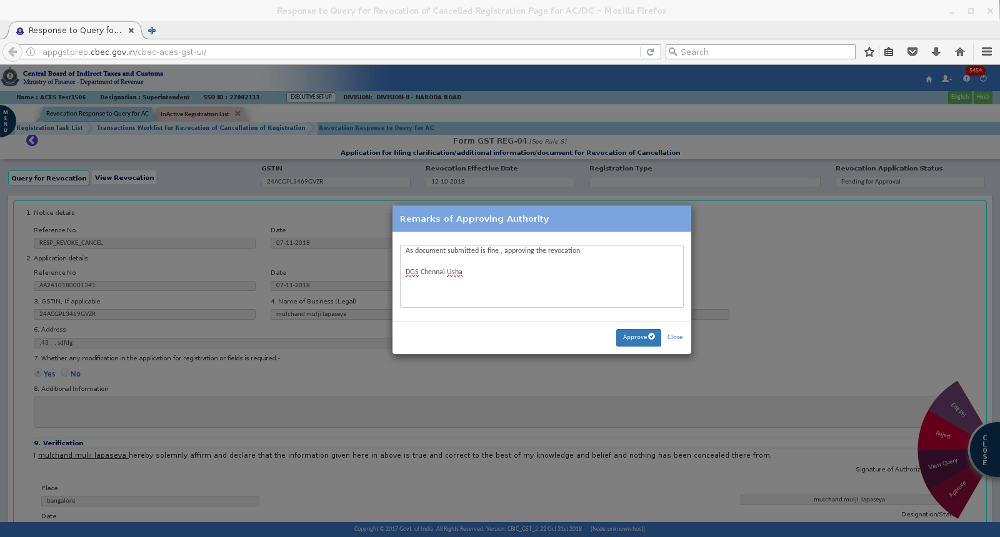 Response to Query for Revocation of Cancelled Registration Page for AC/DC – Mozilla Firefox
Response to Query fo...
appgstprep.cbec.gov.in/cbec-aces-gst-ui/
Search
Central Board of Indirect Taxes and Customs
Ministry of Finance - Department of Revenue
5454
Name : ACES Test1506 Designation : Superintendent SSO ID : 27002111 EXECUTIVE SET-UP DIVISION: DIVISION-II - NARODA ROAD English Hindi
MENU
Revocation Response to Query for AC InActive Registration List
Registration Task List Transactions Worklist for Revocation of Cancellation of Registration Revocation Response to Query for AC
Form GST REG-04 [See Rule 8]
Application for filing clarification/additional information/document for Revocation of Cancellation
Query for Revocation View Revocation
GSTIN Revocation Effective Date Registration Type Revocation Application Status
24ACGPL3469GVZR 12-10-2018 Pending for Approval
1. Notice details
Reference No. Date
RESP_REVOKE_CANCEL 07-11-2018
2. Application details
Reference No Date
AA2410180001341 07-11-2018
3. GSTIN, If applicable 4. Name of Business (Legal)
24ACGPL3469GVZR mulchand mulji lapaseya
6. Address
,43 , , sdfdg
7. Whether any modification in the application for registration or fields is required.-
Yes No
8. Additional Information
Remarks of Approving Authority
As document submitted is fine , approving the revocation
DGS Chennai Usha
Approve Close
9. Verification
I mulchand mulji lapaseya hereby solemnly affirm and declare that the information given here in above is true and correct to the best of my knowledge and belief and nothing has been concealed there from.
Signature of Authoriz
Place
bangalore mulchand mulji lapaseya
Date Designation/Stat
Edit PH
Reject
View Query
Approve
CLOSE
Copyright © 2017 Govt. of India. All Rights Reserved. Version: CBIC_GST_2.22 Oct 31st 2018 [Node:unknown-host]